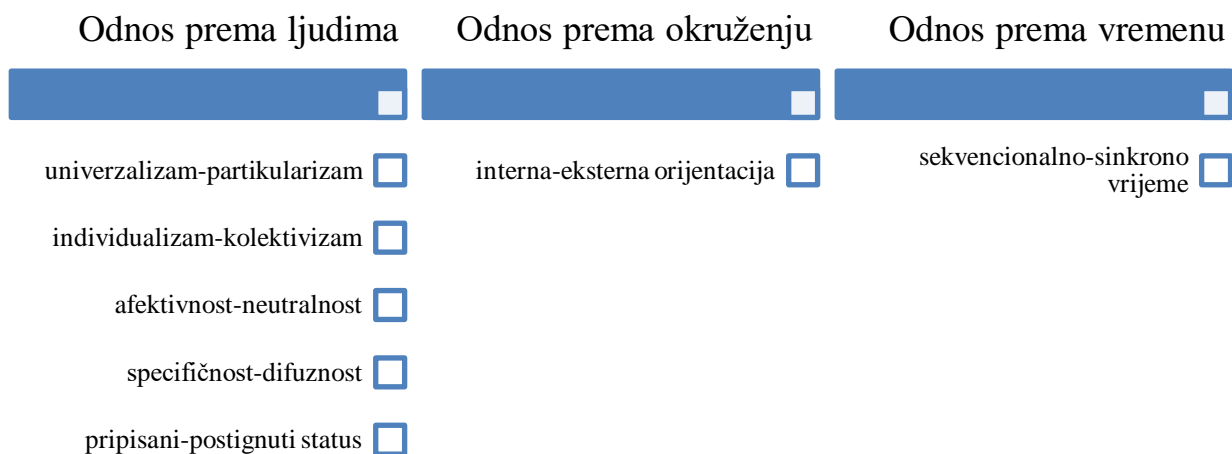 Odnos prema ljudima
univerzalizam-partikularizam
individualizam-kolektivizam
afektivnost-neutralnost
specifičnost-difuznost
pripisani-postignuti status
Odnos prema okruženju
interna-eksterna orijentacija
Odnos prema vremenu
sekvencionalno-sinkrono
vrijeme